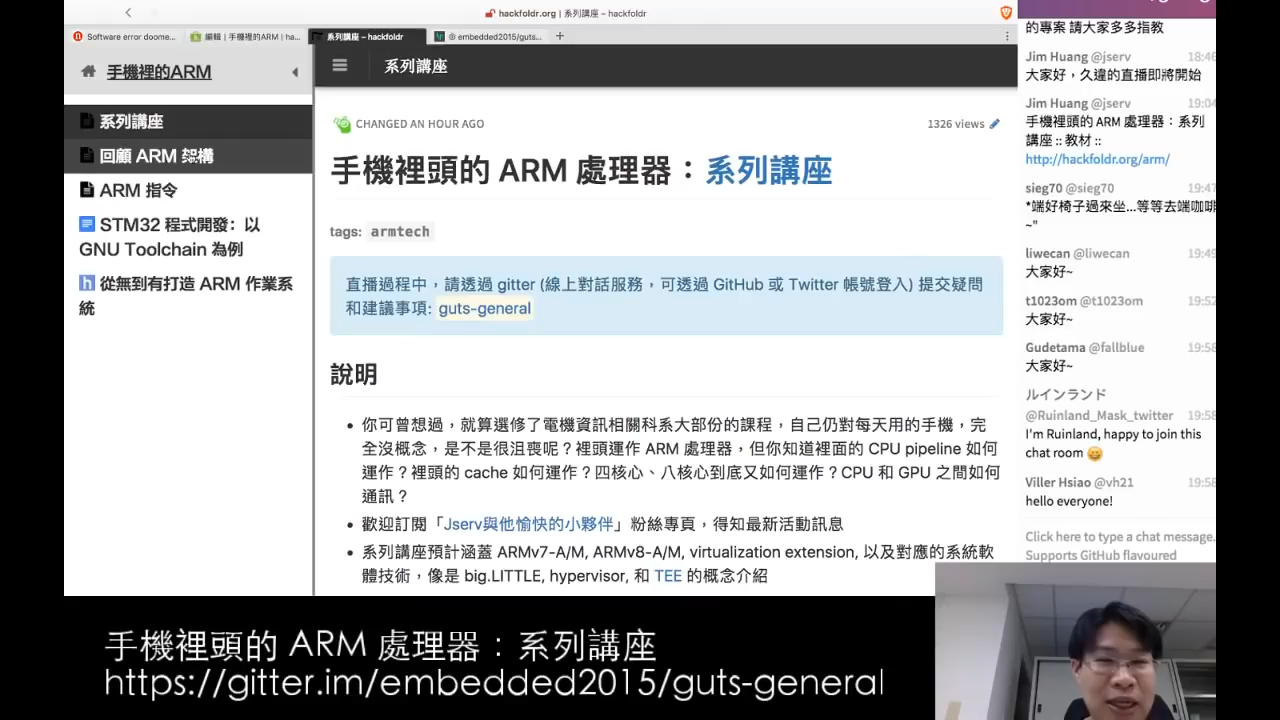 hackfoldr.org | 系列講座 – hackfoldr
Software error doome...
編輯 | 手機裡的ARM | ha...
系列講座 – hackfoldr
embedded2015/guts...
手機裡的ARM
系列講座
回顧 ARM 架構
ARM 指令
STM32 程式開發：以
GNU Toolchain 為例
從無到有打造 ARM 作業系
統
系列講座
CHANGED AN HOUR AGO
1326 views
手機裡頭的 ARM 處理器：系列講座
tags: armtech
直播過程中，請透過 gitter (線上對話服務，可透過 GitHub 或 Twitter 帳號登入) 提交疑問
和建議事項: guts-general
說明
• 你可曾想過，就算選修了電機資訊相關科系大部份的課程，自己仍對每天用的手機，完
全沒概念，是不是很沮喪呢？裡頭運作 ARM 處理器，但你知道裡面的 CPU pipeline 如何
運作？裡頭的 cache 如何運作？四核心、八核心到底又如何運作？CPU 和 GPU 之間如何
通訊？
• 歡迎訂閱「Jserv與他愉快的小夥伴」粉絲專頁，得知最新活動訊息
• 系列講座預計涵蓋 ARMv7-A/M, ARMv8-A/M, virtualization extension, 以及對應的系統軟
體技術，像是 big.LITTLE, hypervisor, 和 TEE 的概念介紹
的專案 請大家多多指教
Jim Huang @jserv 18:46
大家好，久違的直播即將開始
Jim Huang @jserv 19:04
手機裡頭的 ARM 處理器：系列
講座 :: 教材 ::
http://hackfoldr.org/arm/
sieg70 @sieg70 19:47
*端好椅子過來坐...等等去端咖啡
~"
liwecan @liwecan 19:49
大家好~
t1023om @t1023om 19:52
大家好~
Gudetama @fallblue 19:58
大家好~
ルインランド
@Ruinland_Mask_twitter 19:58
I'm Ruinland, happy to join this
chat room
Viller Hsiao @vh21 19:58
hello everyone!
Click here to type a chat message.
Supports GitHub flavoured
手機裡頭的 ARM 處理器：系列講座
https://gitter.im/embedded2015/guts-general